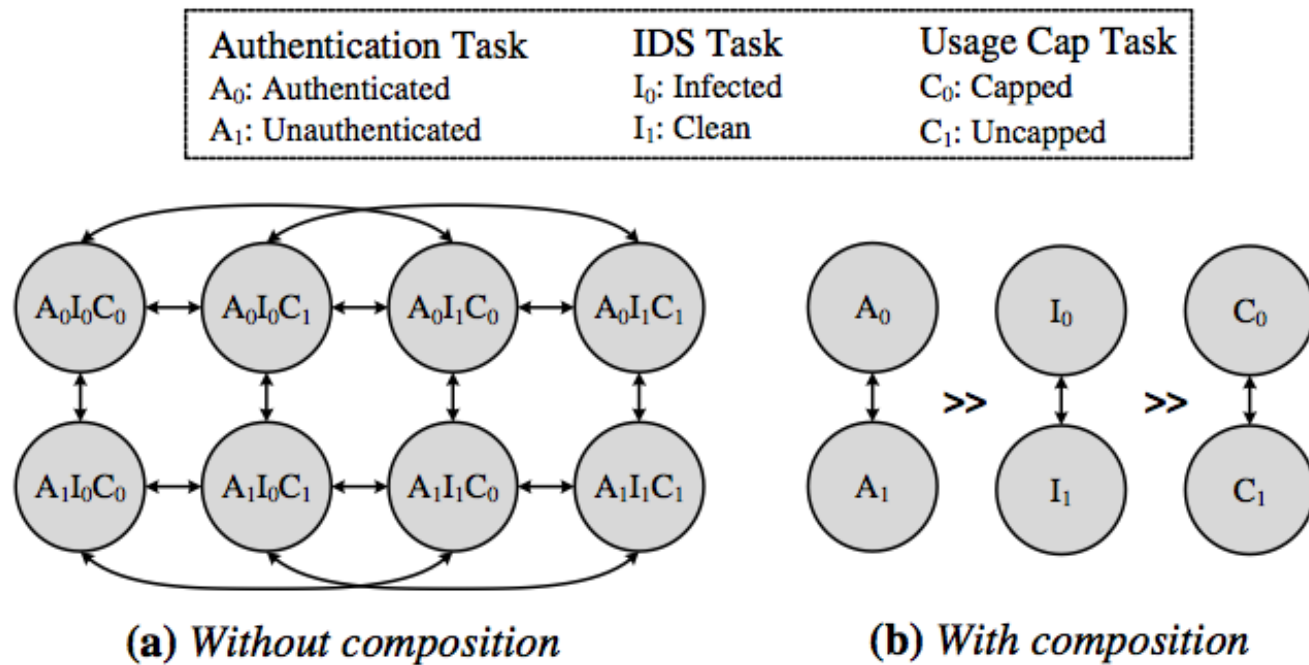 Authentication Task IDS Task Usage Cap Task
A₀: Authenticated I₀: Infected C₀: Capped
A₁: Unauthenticated I₁: Clean C₁: Uncapped
A₀I₀C₀ A₀I₀C₁ A₀I₁C₀ A₀I₁C₁ A₀ I₀ C₀
>> >>
A₁I₀C₀ A₁I₀C₁ A₁I₁C₀ A₁I₁C₁ A₁ I₁ C₁
(a) Without composition (b) With composition